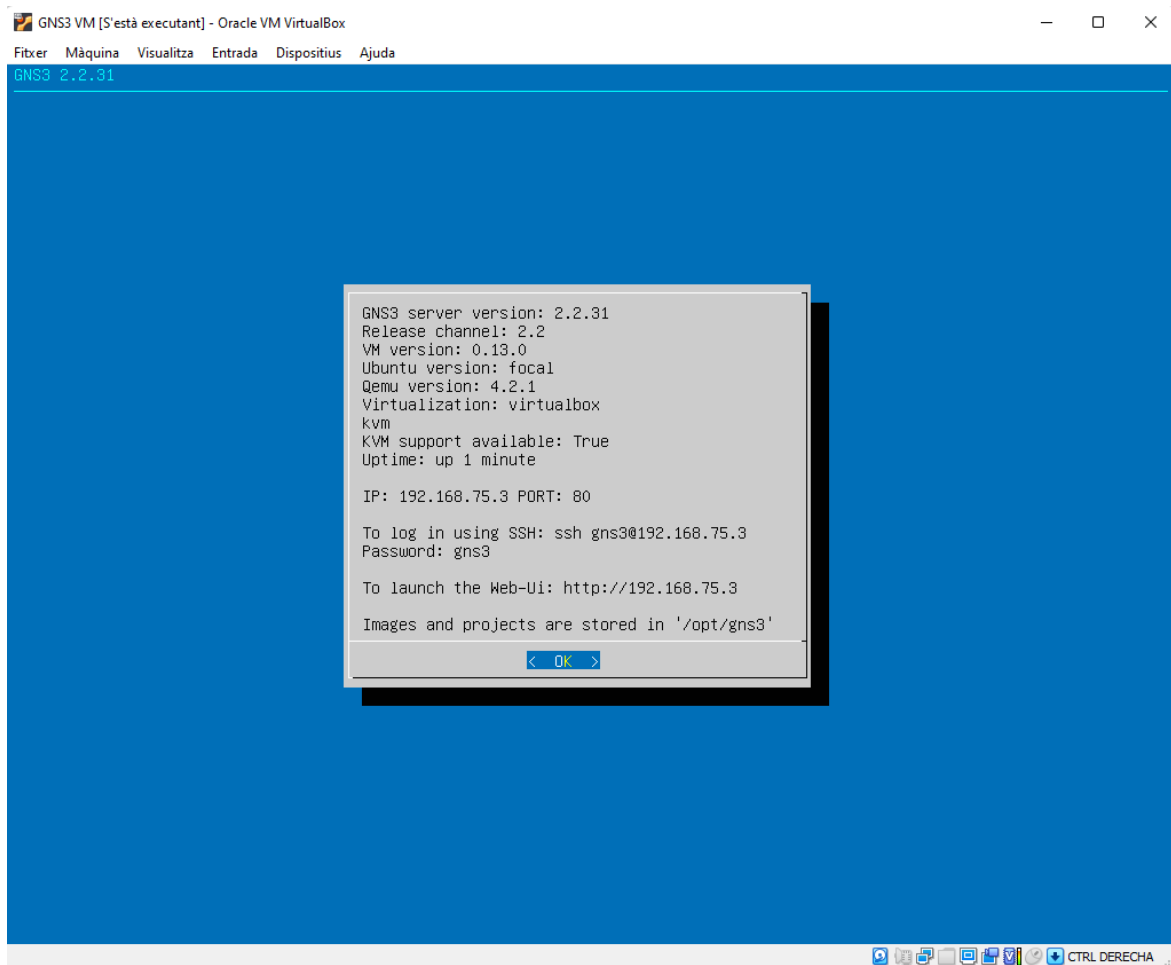 GNS3 VM [S'està executant] - Oracle VM VirtualBox
Fitxer Màquina Visualitza Entrada Dispositius Ajuda
GNS3 2.2.31
GNS3 server version: 2.2.31
Release channel: 2.2
VM version: 0.13.0
Ubuntu version: focal
Qemu version: 4.2.1
Virtualization: virtualbox
kvm
KVM support available: True
Uptime: up 1 minute
IP: 192.168.75.3 PORT: 80
To log in using SSH: ssh gns3@192.168.75.3
Password: gns3
To launch the Web-Ui: http://192.168.75.3
Images and projects are stored in '/opt/gns3'
< OK >
CTRL DERECHA